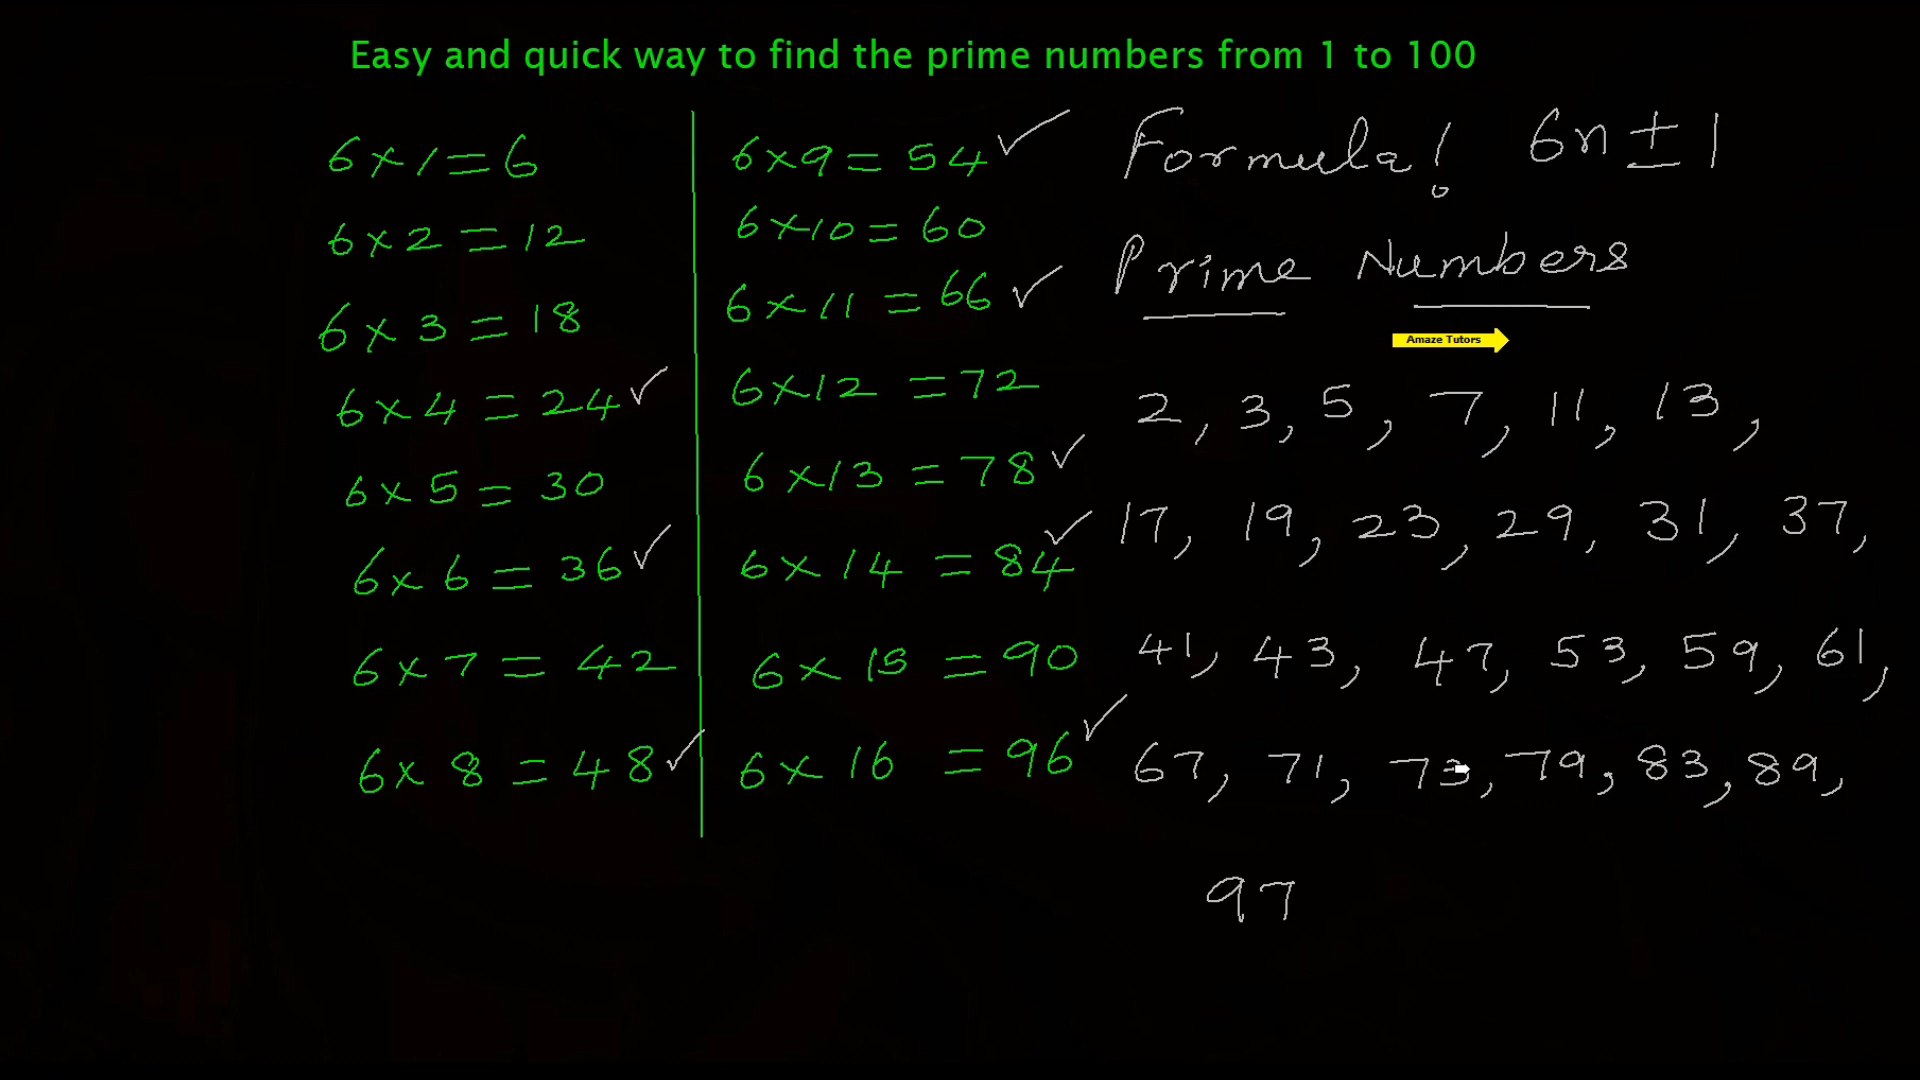 Easy and quick way to find the prime numbers from 1 to 100
6 × 1 = 6
6 × 2 = 12
6 × 3 = 18
6 × 4 = 24 ✓
6 × 5 = 30
6 × 6 = 36 ✓
6 × 7 = 42
6 × 8 = 48 ✓
6 × 9 = 54 ✓
6 × 10 = 60
6 × 11 = 66 ✓
6 × 12 = 72
6 × 13 = 78 ✓
6 × 14 = 84 ✓
6 × 15 = 90
6 × 16 = 96 ✓
Formula! 6n ± 1
Prime Numbers
Amaze Tutors
2, 3, 5, 7, 11, 13,
17, 19, 23, 29, 31, 37,
41, 43, 47, 53, 59, 61,
67, 71, 73, 79, 83, 89,
97